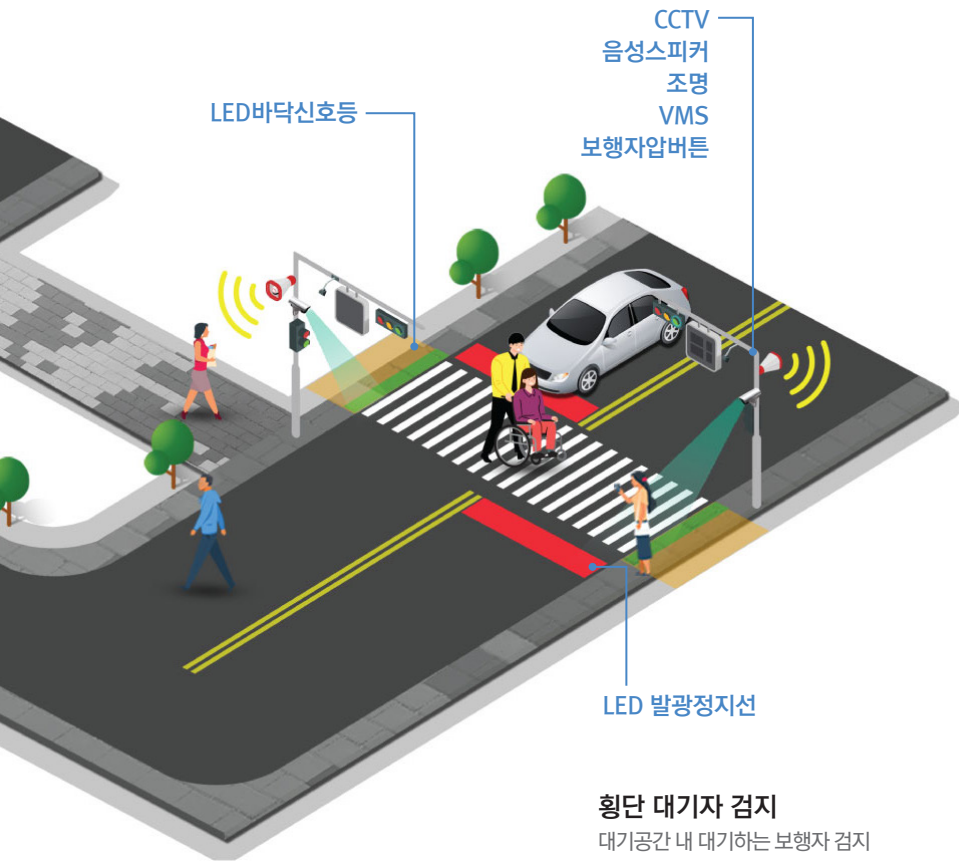 CCTV
음성스피커
조명
VMS
보행자압버튼
LED바닥신호등
LED 발광정지선
횡단 대기자 검지
대기공간 내 대기하는 보행자 검지